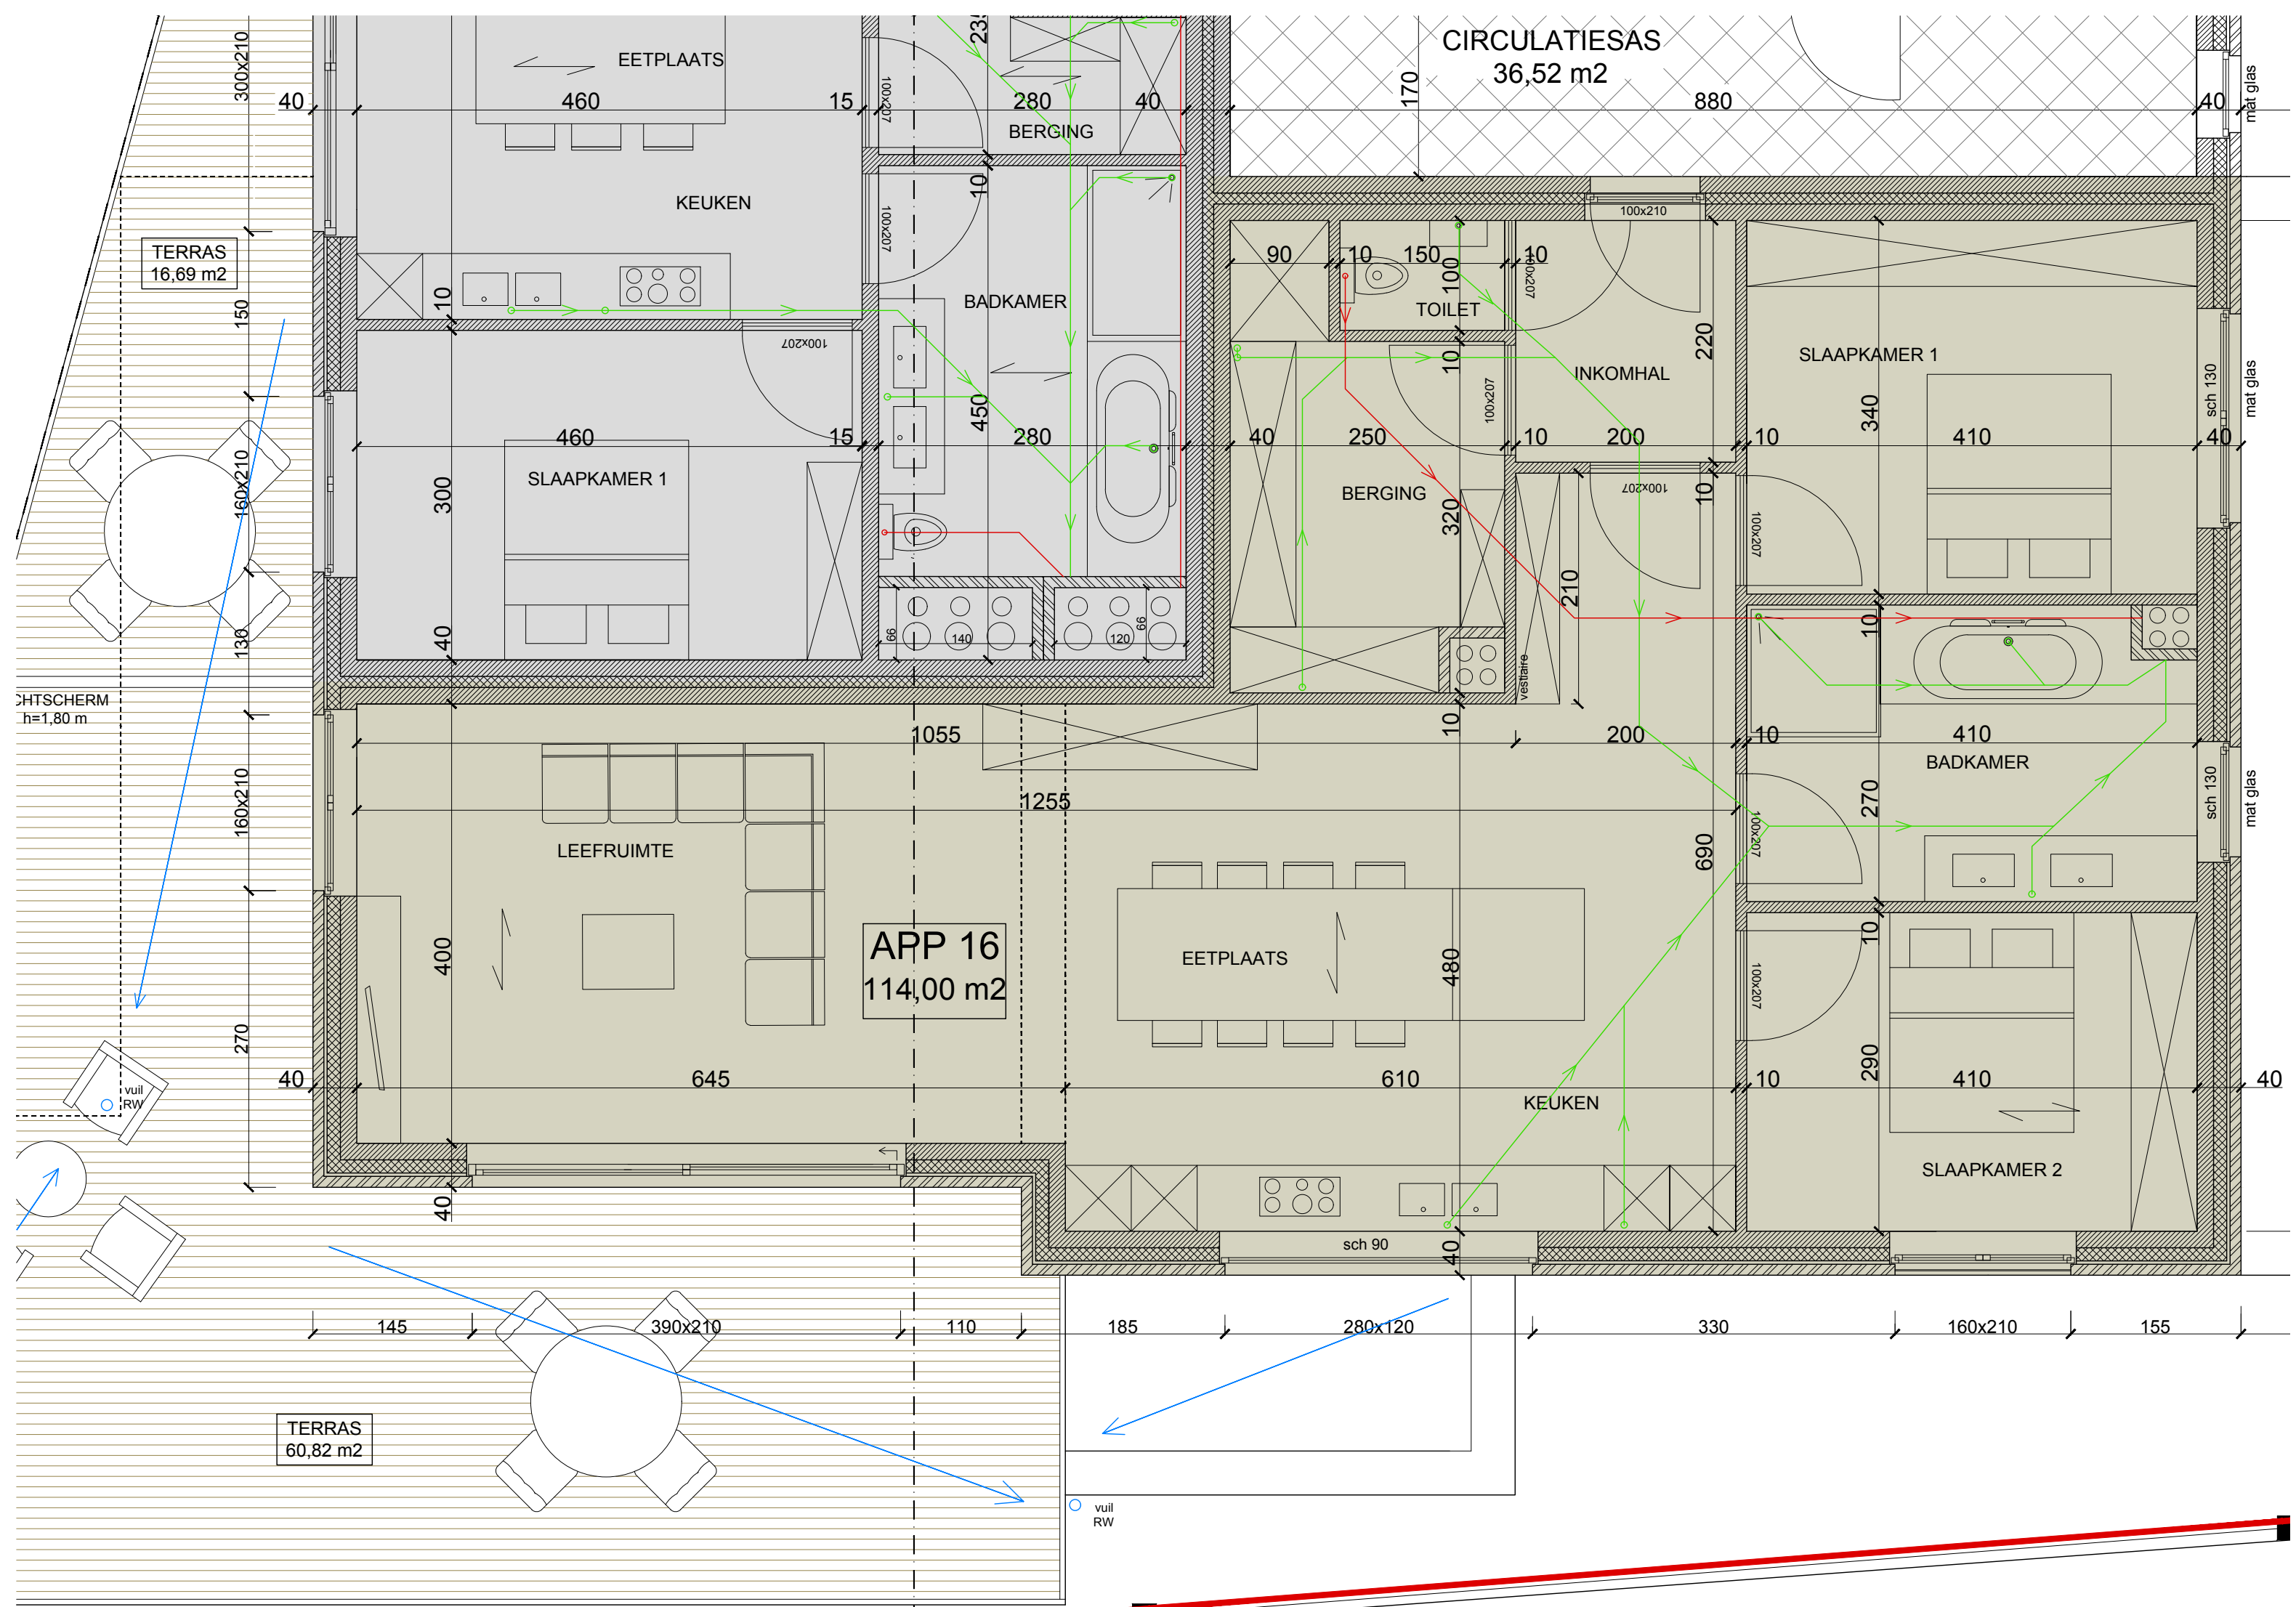 EETPLAATS
CIRCULATIESAS
36,52 m2
300x210
235
170
mat glas
40
460
15
100x207
280
40
880
40
BERGING
10
KEUKEN
100x207
100x210
TERRAS
16,69 m2
90
10
150
100
10
100x207
150
10
BADKAMER
TOILET
100x207
10
220
SLAAPKAMER 1
INKOMHAL
sch 130
mat glas
100x207
450
340
460
15
280
40
250
10
200
10
410
40
160x210
SLAAPKAMER 1
300
BERGING
320
100x207
10
100x207
210
130
40
66
140
120
66
10
vestiaire
CHTSCHERM
h=1,80 m
10
1055
200
10
410
BADKAMER
160x210
1255
270
sch 130
mat glas
LEEFRUIMTE
690
100x207
APP 16
114,00 m2
400
EETPLAATS
480
10
100x207
270
290
40
645
610
10
410
40
vuil
RW
KEUKEN
SLAAPKAMER 2
40
sch 90
40
145
390x210
110
185
280x120
330
160x210
155
TERRAS
60,82 m2
vuil
RW